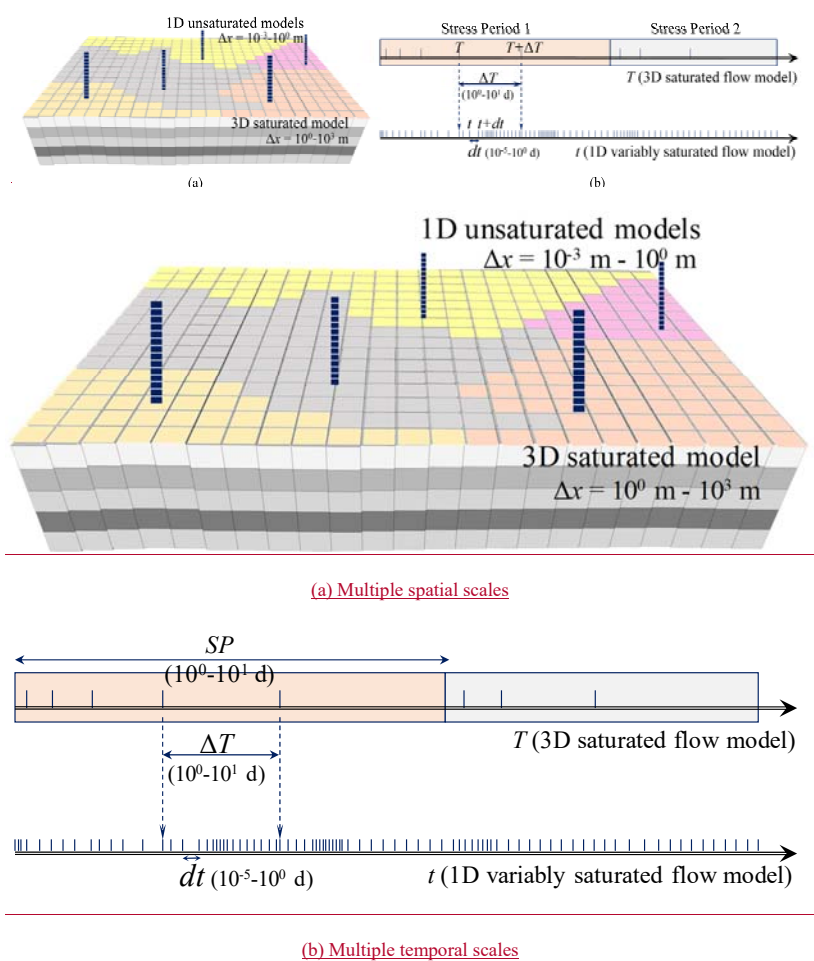 1D unsaturated models
Δx = 10⁻³-10⁰ m
3D saturated model
Δx = 10⁰-10³ m
(a)
Stress Period 1
Stress Period 2
T
T+ΔT
T (3D saturated flow model)
ΔT
(10⁰-10¹ d)
t t+dt
dt (10⁻⁵-10⁰ d)
t (1D variably saturated flow model)
(b)
1D unsaturated models
Δx = 10⁻³ m - 10⁰ m
3D saturated model
Δx = 10⁰ m - 10³ m
(a) Multiple spatial scales
SP
(10⁰-10¹ d)
T (3D saturated flow model)
ΔT
(10⁰-10¹ d)
dt (10⁻⁵-10⁰ d)
t (1D variably saturated flow model)
(b) Multiple temporal scales